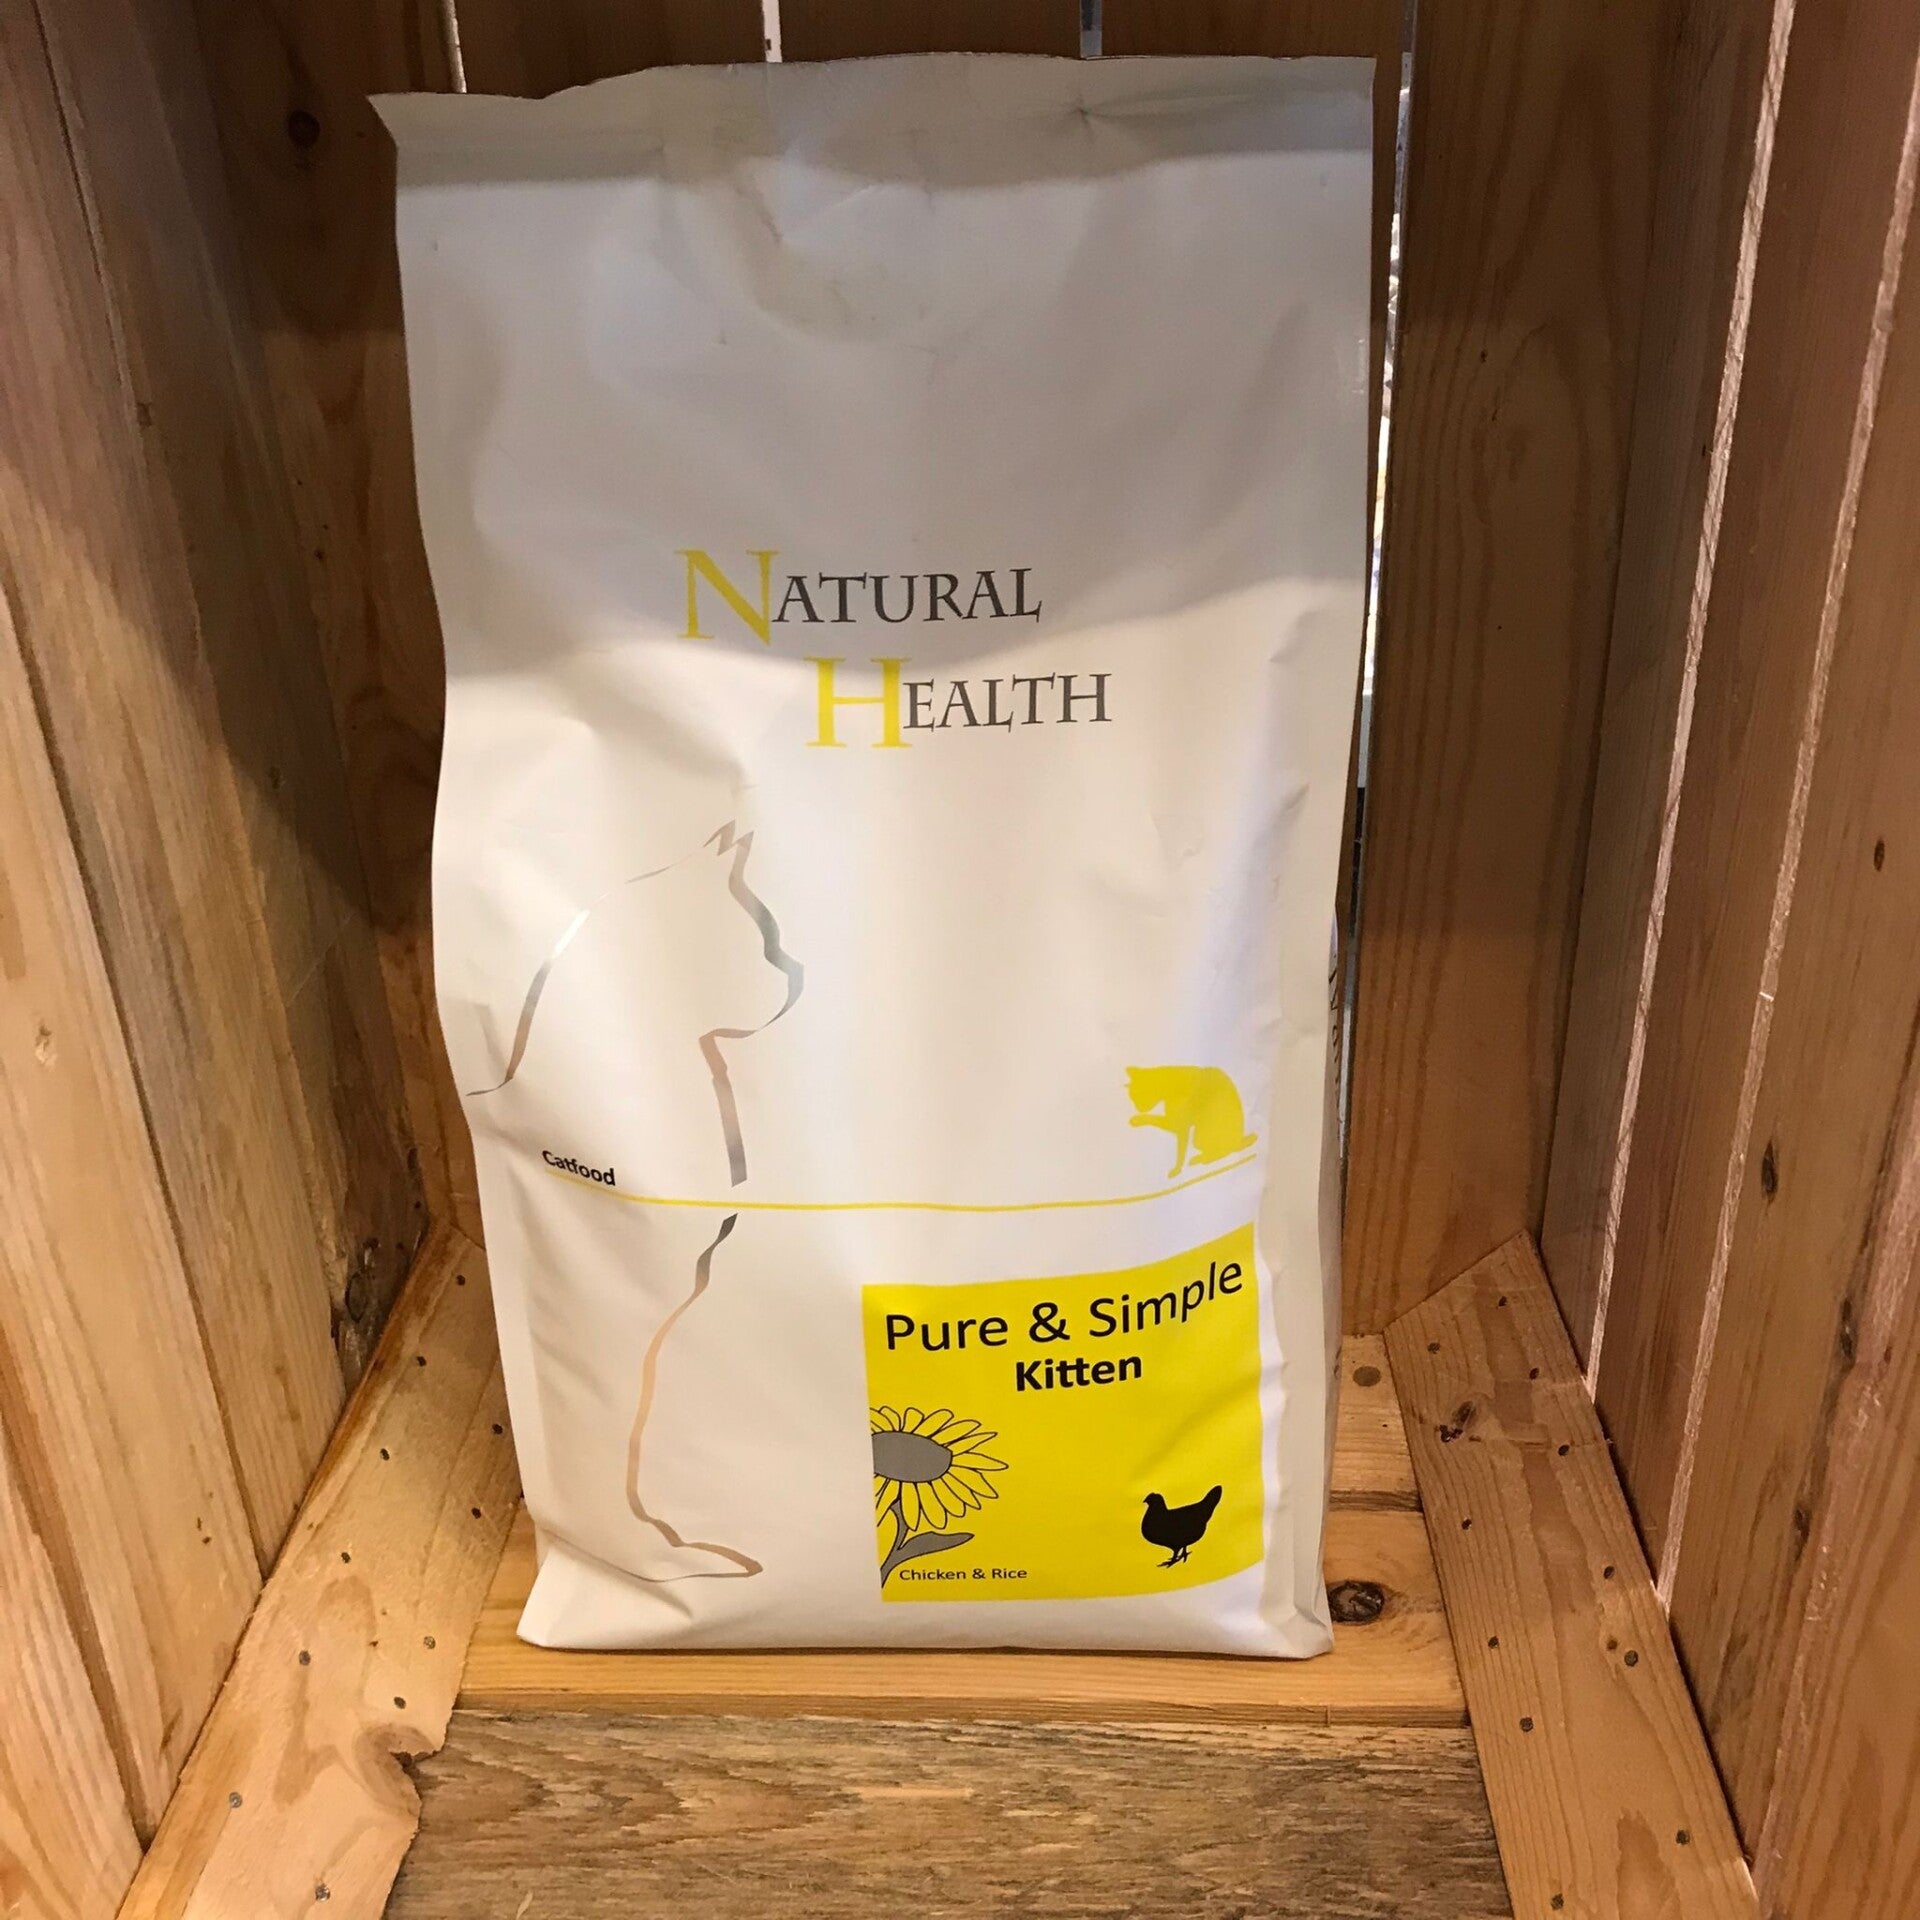 NATURAL
HEALTH
Catfood
Pure & Simple
Kitten
Chicken & Rice